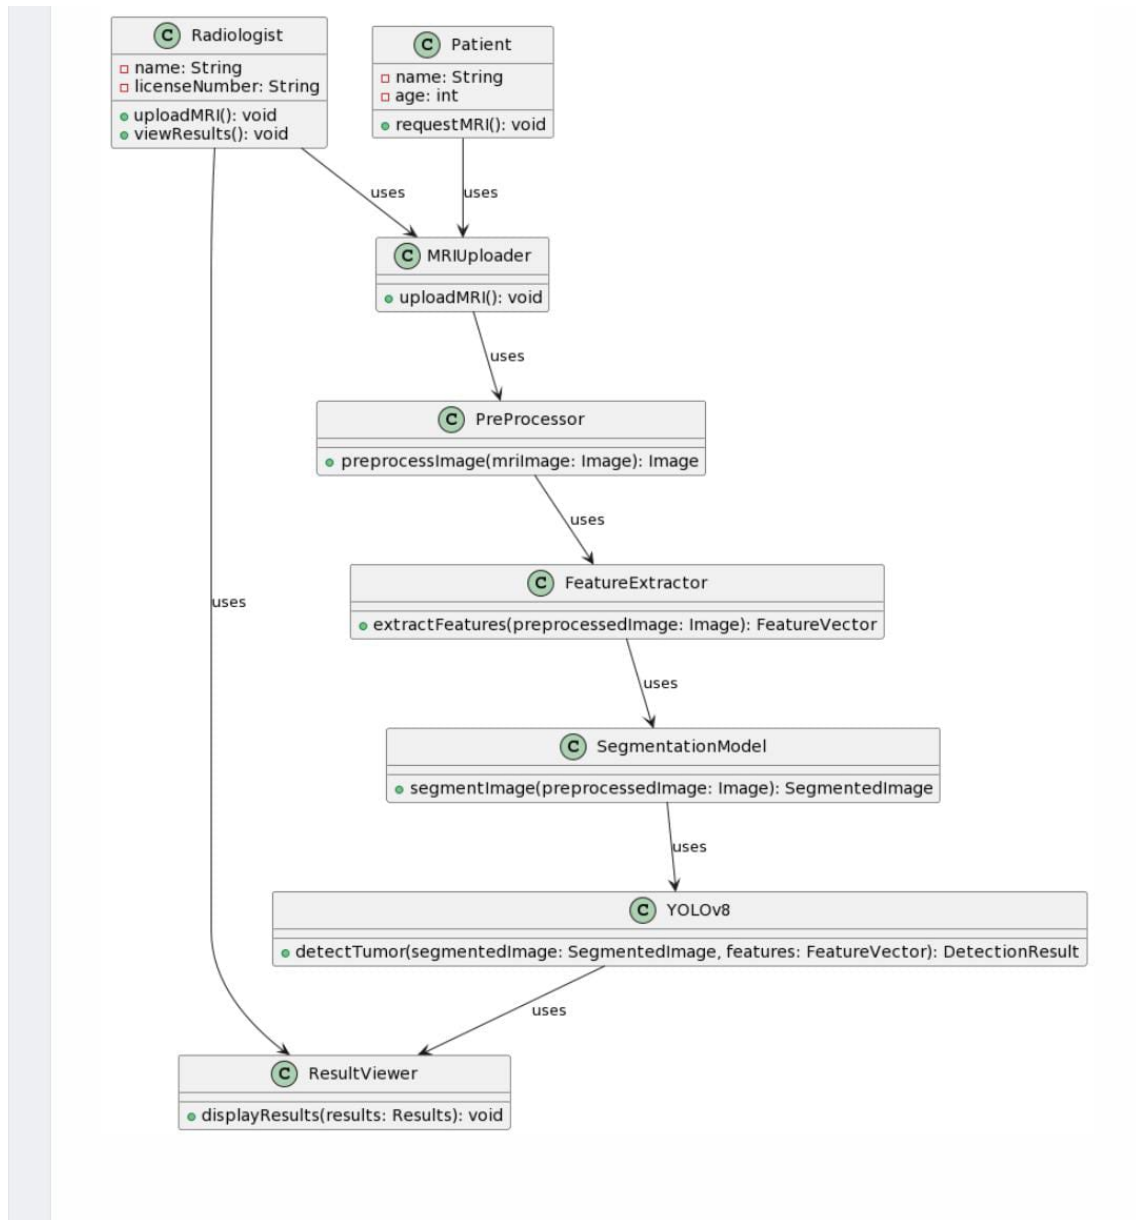 C Radiologist
name: String
licenseNumber: String
uploadMRI(): void
viewResults(): void
C Patient
name: String
age: int
requestMRI(): void
uses
uses
C MRIUploader
uploadMRI(): void
uses
C PreProcessor
preprocessImage(mriImage: Image): Image
uses
C FeatureExtractor
extractFeatures(preprocessedImage: Image): FeatureVector
uses
uses
C SegmentationModel
segmentImage(preprocessedImage: Image): SegmentedImage
uses
C YOLOv8
detectTumor(segmentedImage: SegmentedImage, features: FeatureVector): DetectionResult
uses
C ResultViewer
displayResults(results: Results): void